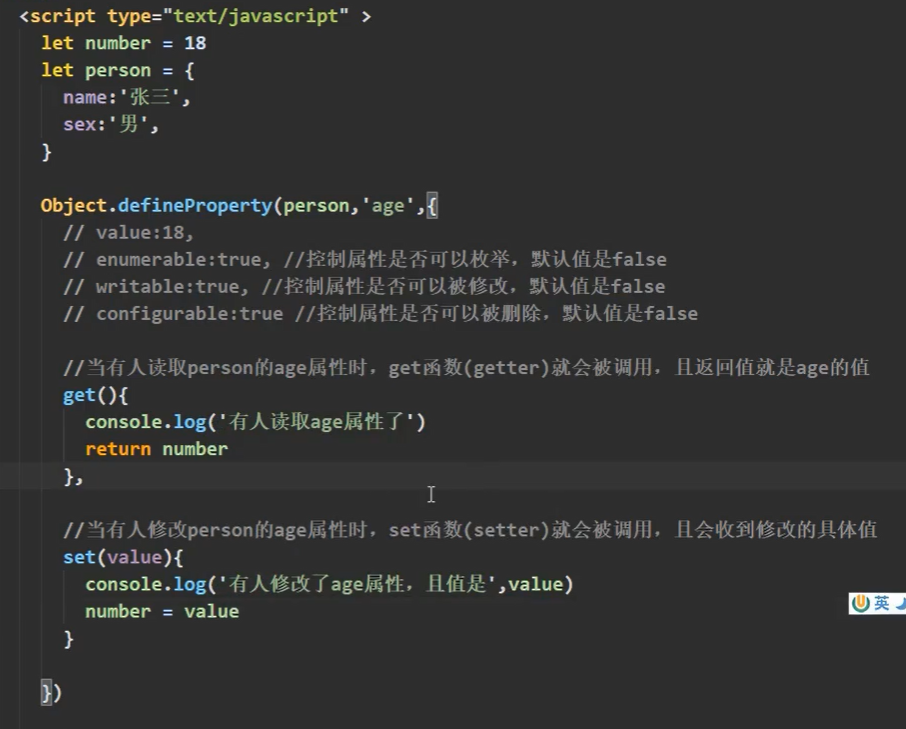 <script type="text/javascript" >
let number = 18
let person = {
name:'张三',
sex:'男',
}
Object.defineProperty(person,'age',{
// value:18,
// enumerable:true, //控制属性是否可以枚举，默认值是false
// writable:true, //控制属性是否可以被修改，默认值是false
// configurable:true //控制属性是否可以被删除，默认值是false
//当有人读取person的age属性时，get函数(getter)就会被调用，且返回值就是age的值
get(){
console.log('有人读取age属性了')
return number
},
//当有人修改person的age属性时，set函数(setter)就会被调用，且会收到修改的具体值
set(value){
console.log('有人修改了age属性，且值是',value)
number = value
}
})
英